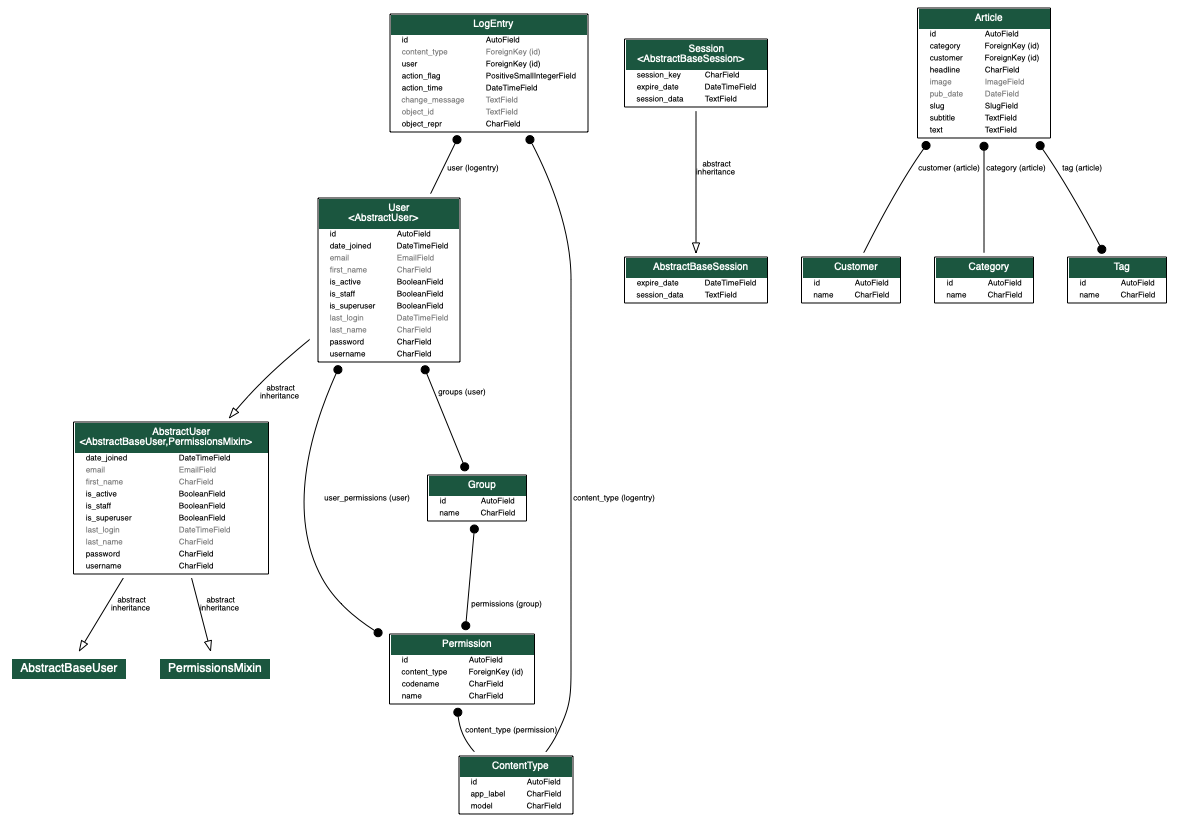 LogEntry
id AutoField
content_type ForeignKey (id)
user ForeignKey (id)
action_flag PositiveSmallIntegerField
action_time DateTimeField
change_message TextField
object_id TextField
object_repr CharField
user (logentry)
User
<AbstractUser>
id AutoField
date_joined DateTimeField
email EmailField
first_name CharField
is_active BooleanField
is_staff BooleanField
is_superuser BooleanField
last_login DateTimeField
last_name CharField
password CharField
username CharField
abstract
inheritance
groups (user)
user_permissions (user)
content_type (logentry)
AbstractUser
<AbstractBaseUser,PermissionsMixin>
date_joined DateTimeField
email EmailField
first_name CharField
is_active BooleanField
is_staff BooleanField
is_superuser BooleanField
last_login DateTimeField
last_name CharField
password CharField
username CharField
abstract
inheritance
abstract
inheritance
AbstractBaseUser
PermissionsMixin
Group
id AutoField
name CharField
permissions (group)
Permission
id AutoField
content_type ForeignKey (id)
codename CharField
name CharField
content_type (permission)
ContentType
id AutoField
app_label CharField
model CharField
Session
<AbstractBaseSession>
session_key CharField
expire_date DateTimeField
session_data TextField
abstract
inheritance
AbstractBaseSession
expire_date DateTimeField
session_data TextField
Article
id AutoField
category ForeignKey (id)
customer ForeignKey (id)
headline CharField
image ImageField
pub_date DateField
slug SlugField
subtitle TextField
text TextField
customer (article)
category (article)
tag (article)
Customer
id AutoField
name CharField
Category
id AutoField
name CharField
Tag
id AutoField
name CharField